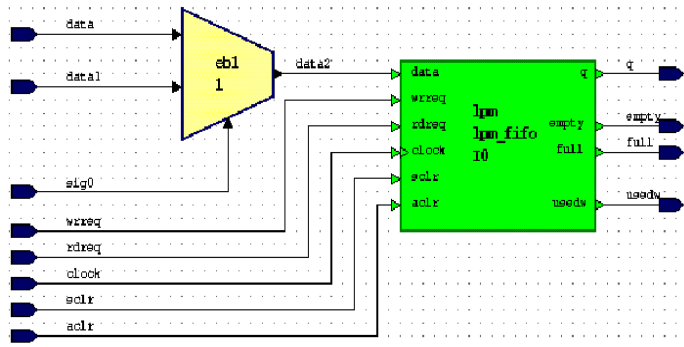 data
data1
eb1
1
data2
sig0
wrreq
rdreq
clock
sclr
aclr
data
wrreq
rdreq
clock
sclr
aclr
lpm
lpm_fifo
I0
q
empty
full
usedw
q
empty
full
usedw